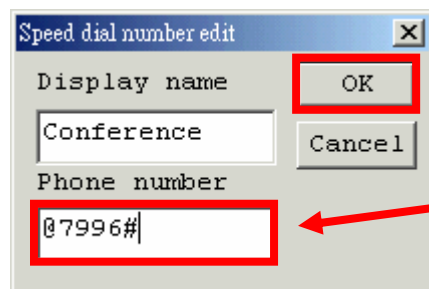 Speed dial number edit
Display name
OK
Conference
Cancel
Phone number
@7996#